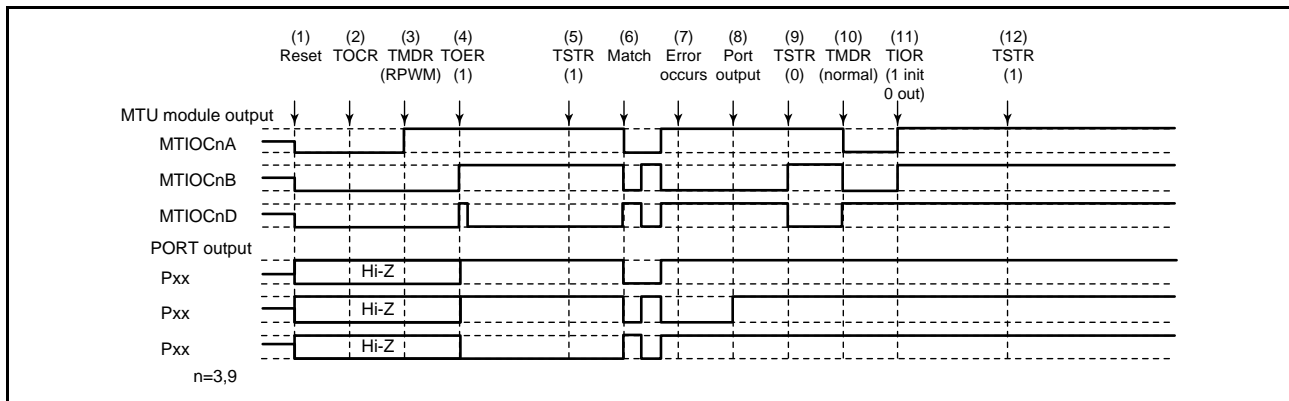 (1) (2) (3) (4) (5) (6) (7) (8) (9) (10) (11) (12)
Reset TOCR TMDR TOER TSTR Match Error Port TSTR TMDR TIOR TSTR
(RPWM) (1) (1) occurs output (0) (normal) (1 init (1)
0 out)
MTU module output
MTIOCnA
MTIOCnB
MTIOCnD
PORT output
Pxx Hi-Z
Pxx Hi-Z
Pxx Hi-Z
n=3,9